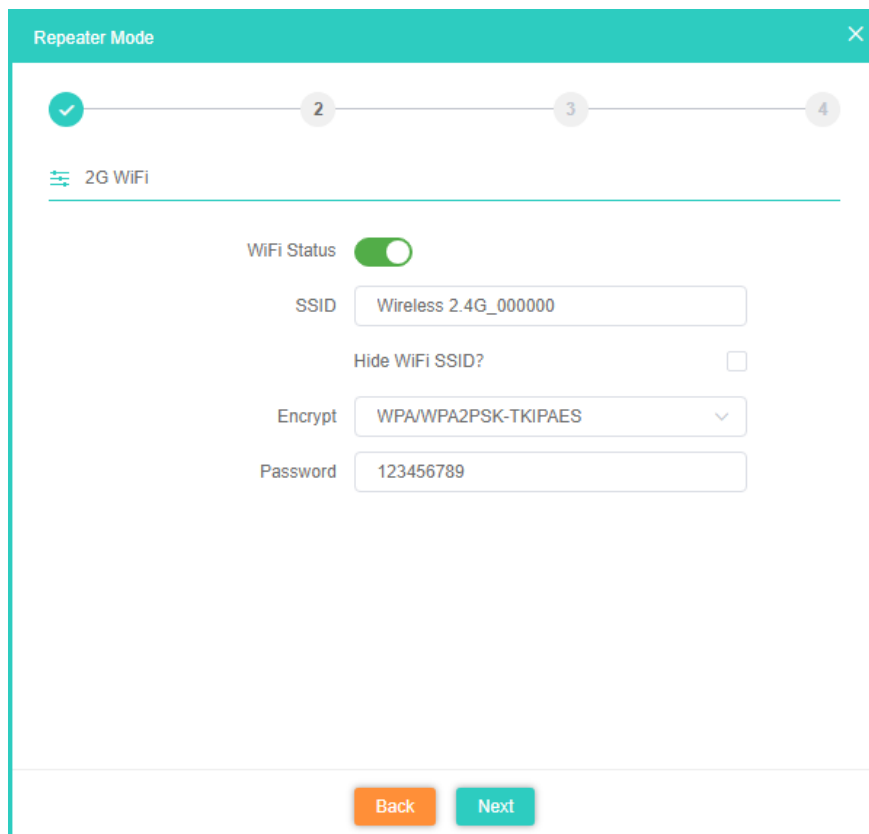 Repeater Mode
2 3 4
2G WiFi
WiFi Status
SSID Wireless 2.4G_000000
Hide WiFi SSID?
Encrypt WPA/WPA2PSK-TKIPAES
Password 123456789
Back Next